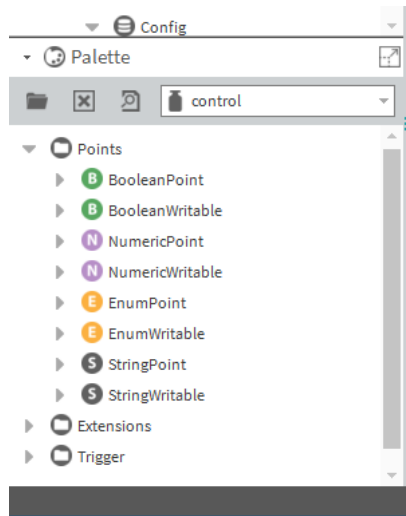 Config
Palette
control
Points
B BooleanPoint
B BooleanWritable
N NumericPoint
N NumericWritable
E EnumPoint
E EnumWritable
S StringPoint
S StringWritable
Extensions
Trigger